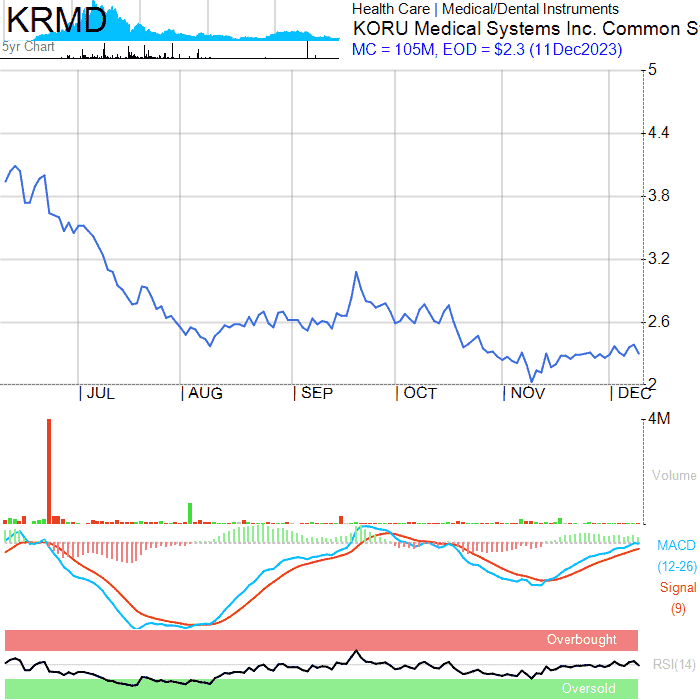 KRMD
5yr Chart
Health Care | Medical/Dental Instruments
KORU Medical Systems Inc. Common S
MC = 105M, EOD = $2.3 (11Dec2023)
5
4.4
3.8
3.2
2.6
2
JUL AUG SEP OCT NOV DEC
4M
Volume
MACD
(12-26)
Signal
(9)
Overbought
RSI(14)
Oversold